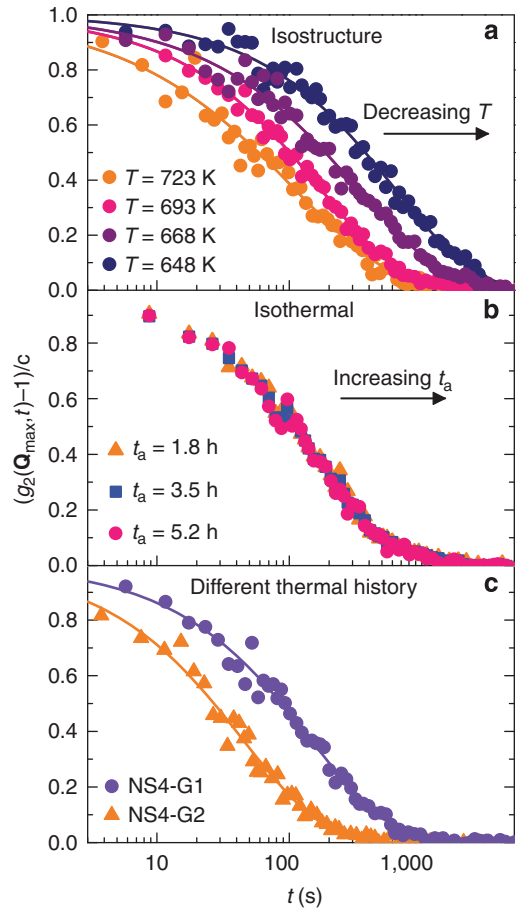 a
Isostructure
Decreasing T
T = 723 K
T = 693 K
T = 668 K
T = 648 K
1.0
0.8
0.6
0.4
0.2
0.0
b
Isothermal
Increasing tₐ
tₐ = 1.8 h
tₐ = 3.5 h
tₐ = 5.2 h
0.8
0.6
0.4
0.2
0.0
(g₂(Qₘₐₓ, t)–1)/c
c
Different thermal history
NS4-G1
NS4-G2
0.8
0.6
0.4
0.2
0.0
10 100 1,000
t (s)